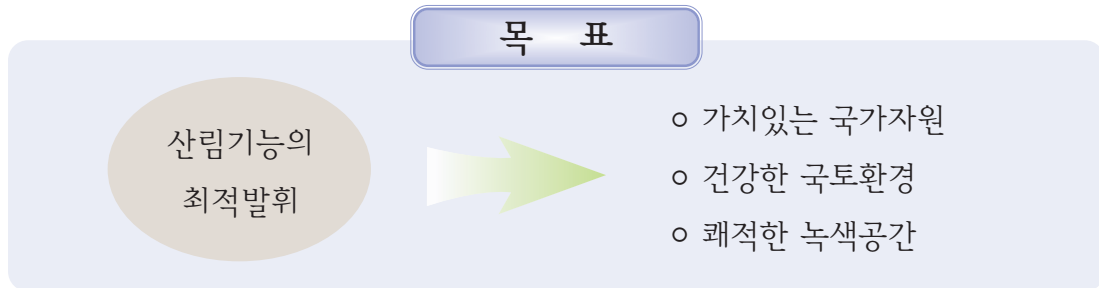 목 표
산림기능의
최적발휘
ㅇ 가치있는 국가자원
ㅇ 건강한 국토환경
ㅇ 쾌적한 녹색공간